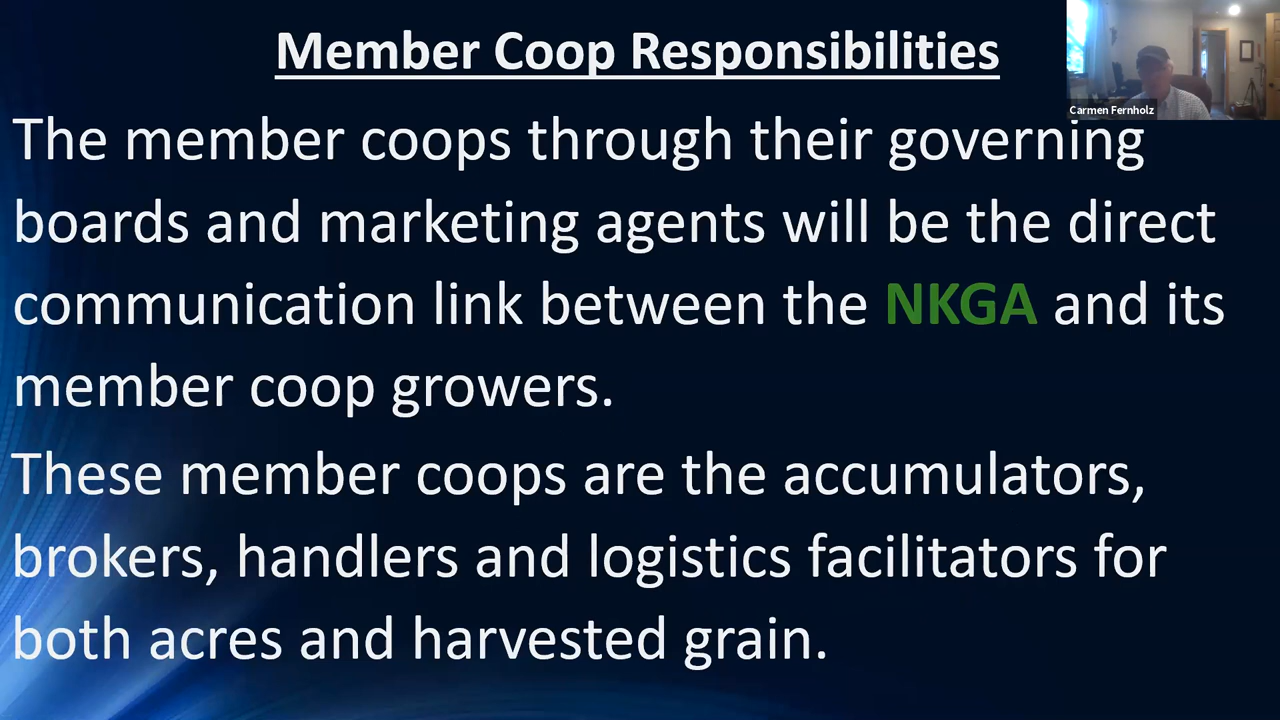 Member Coop Responsibilities
Carmen Fernholz
The member coops through their governing
boards and marketing agents will be the direct
communication link between the NKGA and its
member coop growers.
These member coops are the accumulators,
brokers, handlers and logistics facilitators for
both acres and harvested grain.